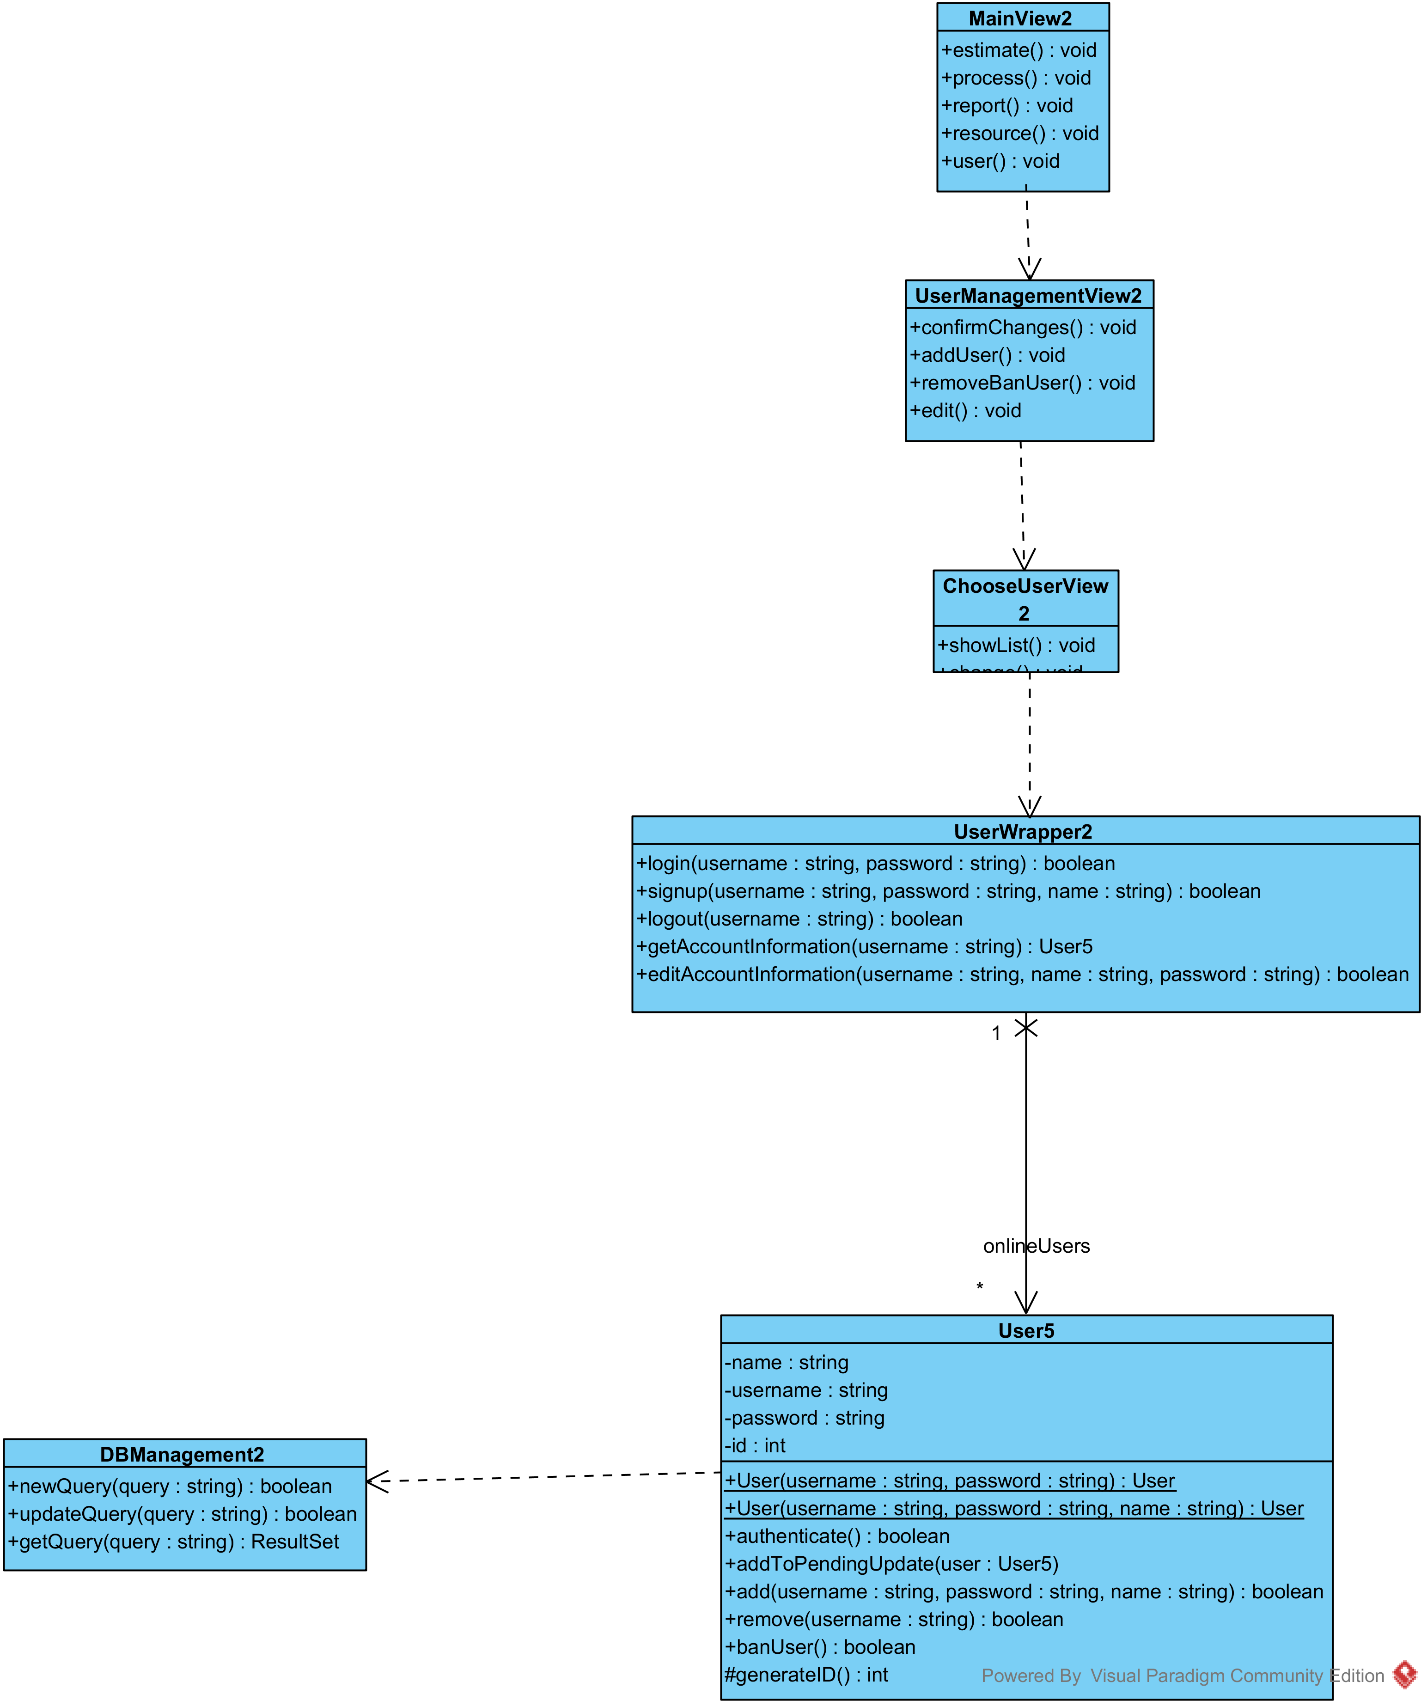 MainView2
+estimate() : void
+process() : void
+report() : void
+resource() : void
+user() : void
UserManagementView2
+confirmChanges() : void
+addUser() : void
+removeBanUser() : void
+edit() : void
ChooseUserView
2
+showList() : void
+change() : void
UserWrapper2
+login(username : string, password : string) : boolean
+signup(username : string, password : string, name : string) : boolean
+logout(username : string) : boolean
+getAccountInformation(username : string) : User5
+editAccountInformation(username : string, name : string, password : string) : boolean
1
onlineUsers
*
User5
-name : string
-username : string
-password : string
-id : int
+User(username : string, password : string) : User
+User(username : string, password : string, name : string) : User
+authenticate() : boolean
+addToPendingUpdate(user : User5)
+add(username : string, password : string, name : string) : boolean
+remove(username : string) : boolean
+banUser() : boolean
#generateID() : int
DBManagement2
+newQuery(query : string) : boolean
+updateQuery(query : string) : boolean
+getQuery(query : string) : ResultSet
Powered By Visual Paradigm Community Edition